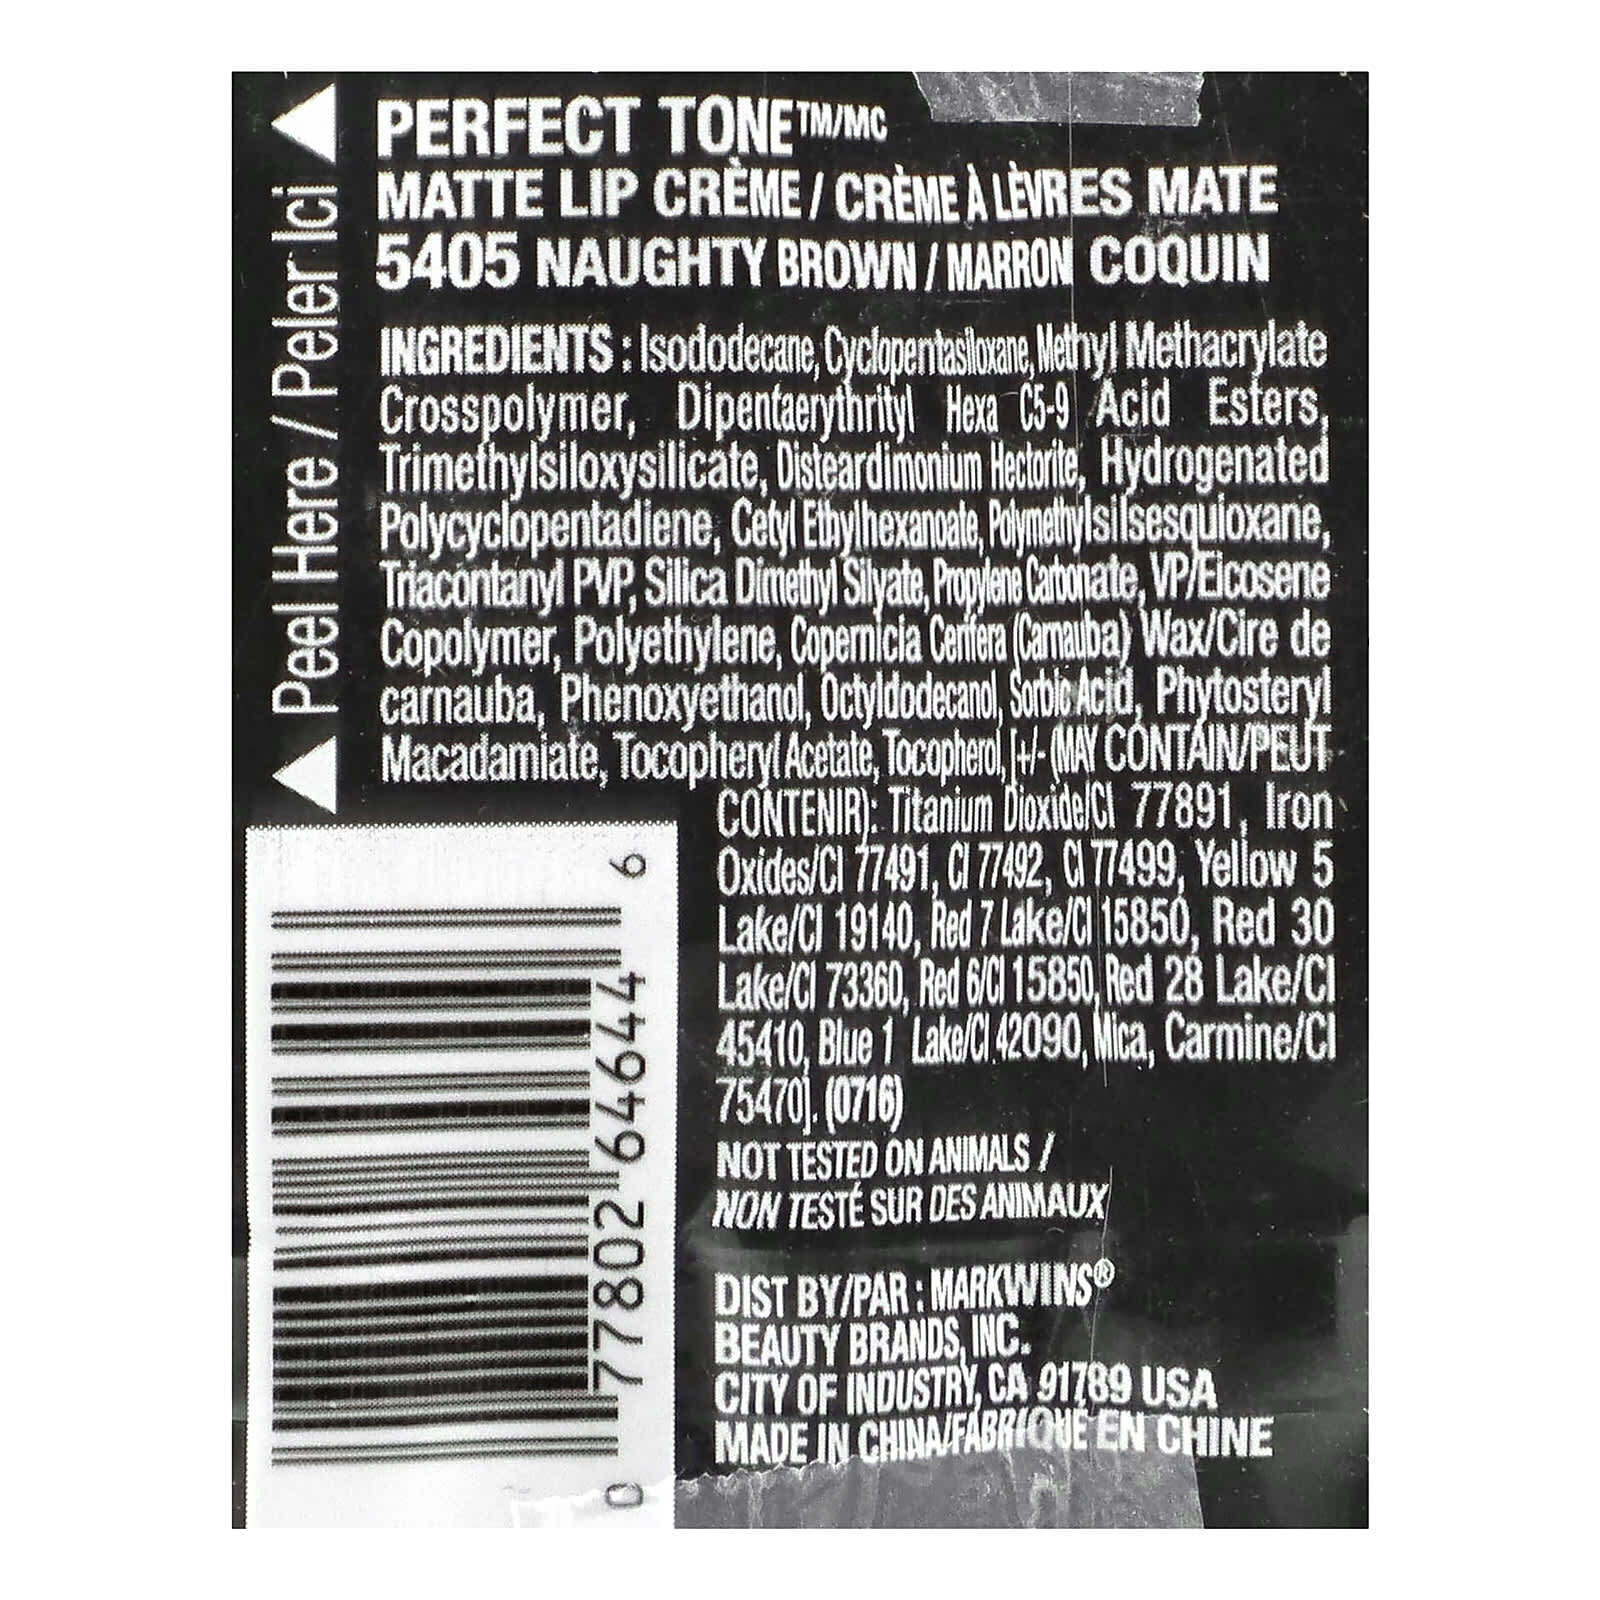 PERFECT TONE™/MC
MATTE LIP CRÈME / CRÈME À LÈVRES MATE
5405 NAUGHTY BROWN / MARRON COQUIN
Peel Here / Peler Ici
INGREDIENTS : Isododecane, Cyclopentasiloxane, Methyl Methacrylate
Crosspolymer, Dipentaerythrityl Hexa C5-9 Acid Esters,
Trimethylsiloxysilicate, Disteardimonium Hectorite, Hydrogenated
Polycyclopentadiene, Cetyl Ethylhexanoate, Polymethylsilsesquioxane,
Triacontanyl PVP, Silica Dimethyl Silyate, Propylene Carbonate, VP/Eicosene
Copolymer, Polyethylene, Copernicia Cerifera (Carnauba) Wax/Cire de
carnauba, Phenoxyethanol, Octyldodecanol, Sorbic Acid, Phytosteryl
Macadamiate, Tocopheryl Acetate, Tocopherol, [+/- (MAY CONTAIN/PEUT
CONTENIR): Titanium Dioxide/CI 77891, Iron
Oxides/CI 77491, CI 77492, CI 77499, Yellow 5
Lake/CI 19140, Red 7 Lake/CI 15850, Red 30
Lake/CI 73360, Red 6/CI 15850, Red 28 Lake/CI
45410, Blue 1 Lake/CI 42090, Mica, Carmine/CI
75470]. (0716)
NOT TESTED ON ANIMALS /
NON TESTÉ SUR DES ANIMAUX
DIST BY/PAR : MARKWINS®
BEAUTY BRANDS, INC.
CITY OF INDUSTRY, CA 91789 USA
MADE IN CHINA/FABRIQUÉ EN CHINE
0 77802 64644 6